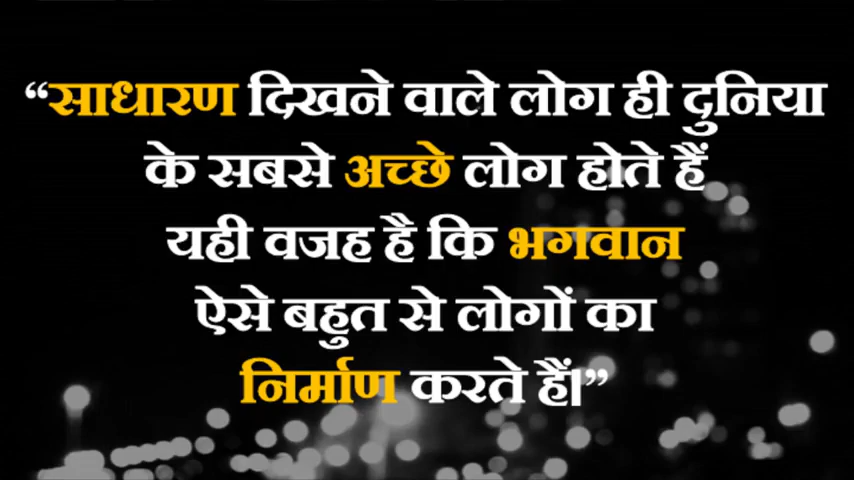 “साधारण दिखने वाले लोग ही दुनिया
के सबसे अच्छे लोग होते हैं
यही वजह है कि भगवान
ऐसे बहुत से लोगों का
निर्माण करते हैं।”